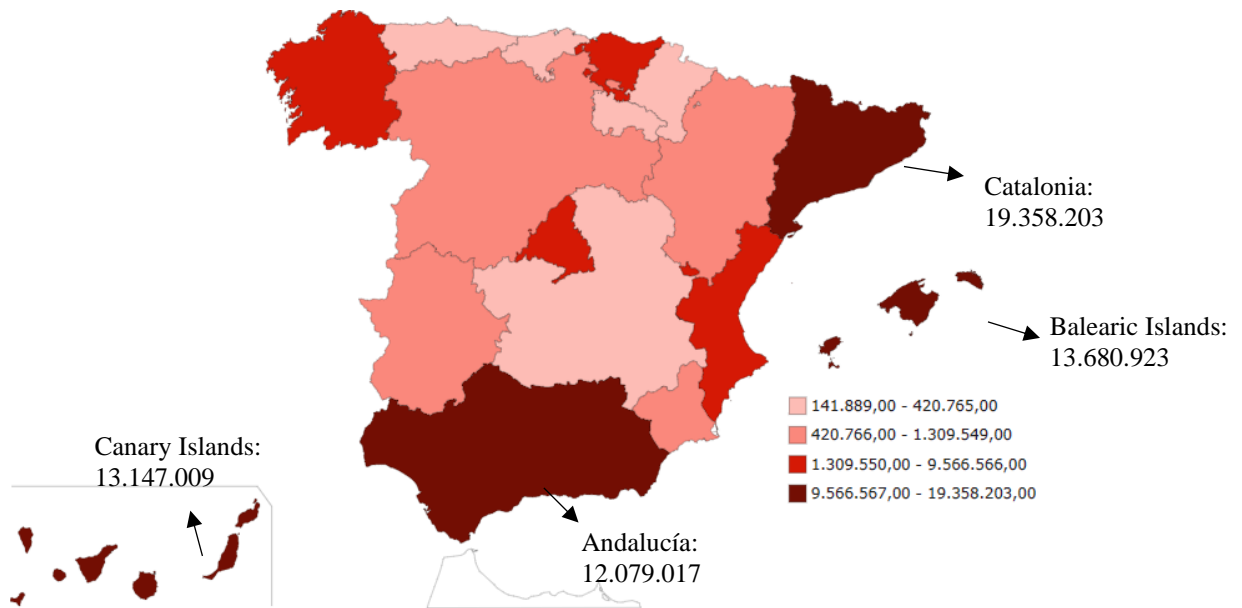 Catalonia:
19.358.203
Balearic Islands:
13.680.923
141.889,00 - 420.765,00
420.766,00 - 1.309.549,00
1.309.550,00 - 9.566.566,00
9.566.567,00 - 19.358.203,00
Canary Islands:
13.147.009
Andalucía:
12.079.017